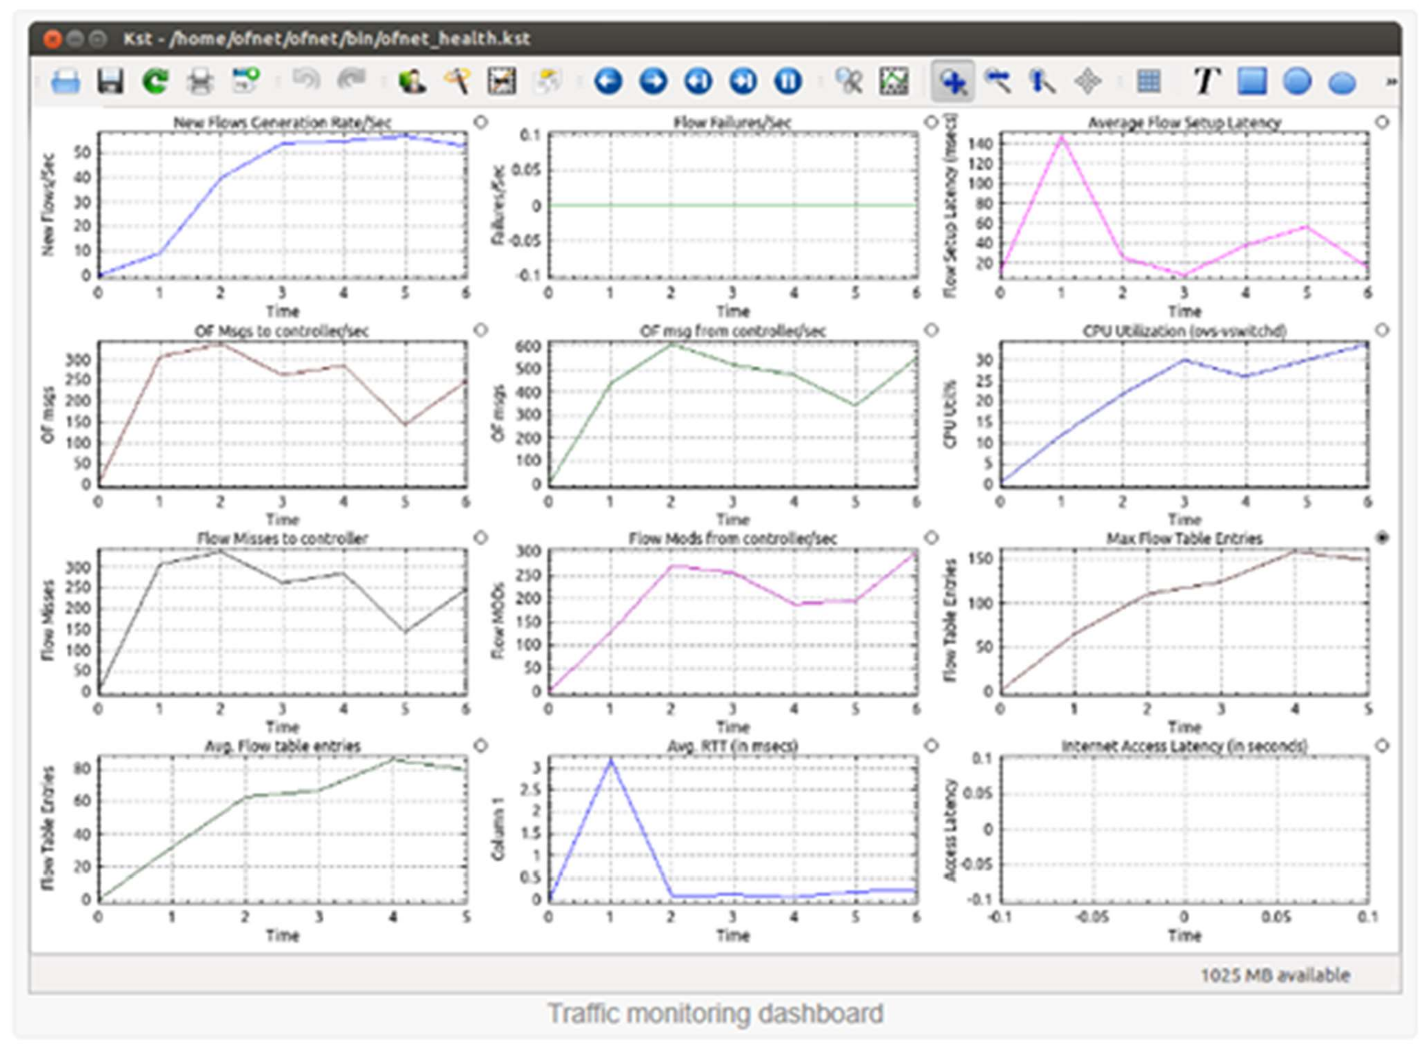 Kst - /home/ofnet/ofnet/bin/ofnet_health.kst
T
»
New Flows Generation Rate/Sec
New Flows/Sec
50
40
30
20
10
0
0 1 2 3 4 5 6
Time
Flow Failures/Sec
Failures/Sec
0.1
0.05
0
-0.05
-0.1
0 1 2 3 4 5 6
Time
Average Flow Setup Latency
Flow Setup Latency (msecs)
140
120
100
80
60
40
20
0 1 2 3 4 5 6
Time
OF Msgs to controller/sec
OF msgs
300
250
200
150
100
50
0
0 1 2 3 4 5 6
Time
OF msg from controller/sec
OF msgs
600
500
400
300
200
100
0
0 1 2 3 4 5 6
Time
CPU Utilization (ovs-vswitchd)
CPU Util%
30
25
20
15
10
5
0
0 1 2 3 4 5 6
Time
Flow Misses to controller
Flow Misses
300
250
200
150
100
50
0
0 1 2 3 4 5 6
Time
Flow Mods from controller/sec
Flow MODs
300
250
200
150
100
50
0
0 1 2 3 4 5 6
Time
Max Flow Table Entries
Flow Table Entries
150
100
50
0
0 1 2 3 4 5
Time
Avg. Flow table entries
Flow Table Entries
80
60
40
20
0
0 1 2 3 4 5
Time
Avg. RTT (in msecs)
Column 1
3
2.5
2
1.5
1
0.5
0
0 1 2 3 4 5 6
Time
Internet Access Latency (in seconds)
Access Latency
0.1
0.05
0
-0.05
-0.1
-0.1 -0.05 0 0.05 0.1
Time
1025 MB available
Traffic monitoring dashboard